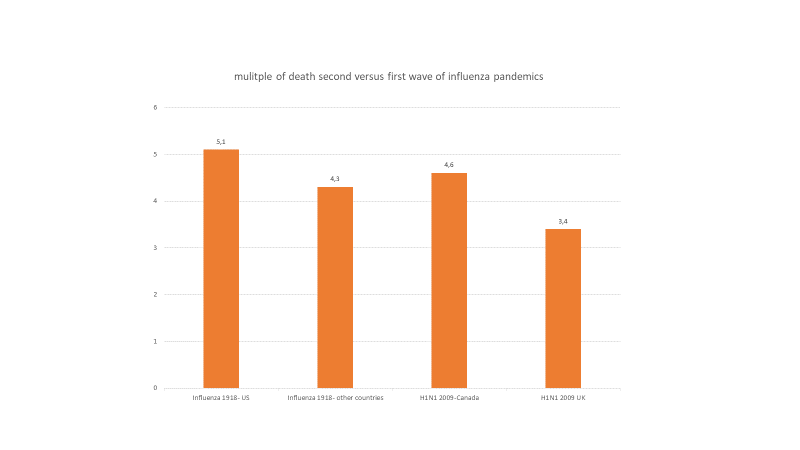 mulitple of death second versus first wave of influenza pandemics
6
5
4
3
2
1
0
5,1
4,3
4,6
3,4
Influenza 1918- US
Influenza 1918- other countries
H1N1 2009-Canada
H1N1 2009 UK